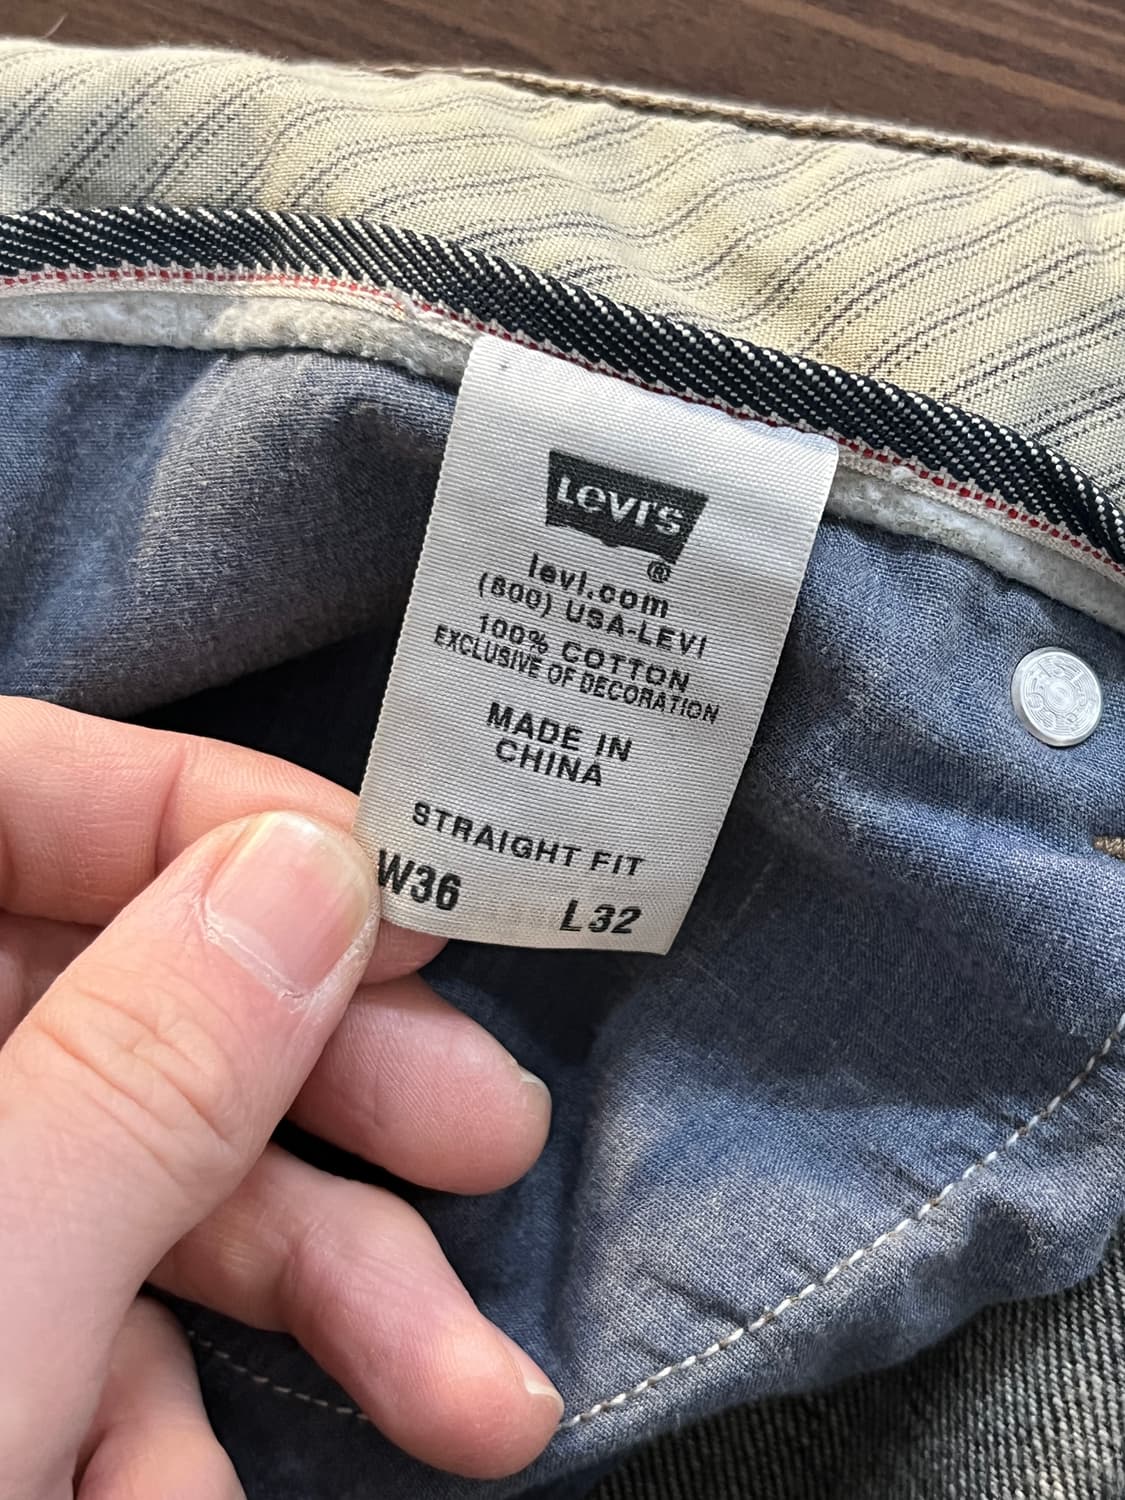 LEVI'S
®
levi.com
(800) USA-LEVI
100% COTTON
EXCLUSIVE OF DECORATION
MADE IN
CHINA
STRAIGHT FIT
W36 L32